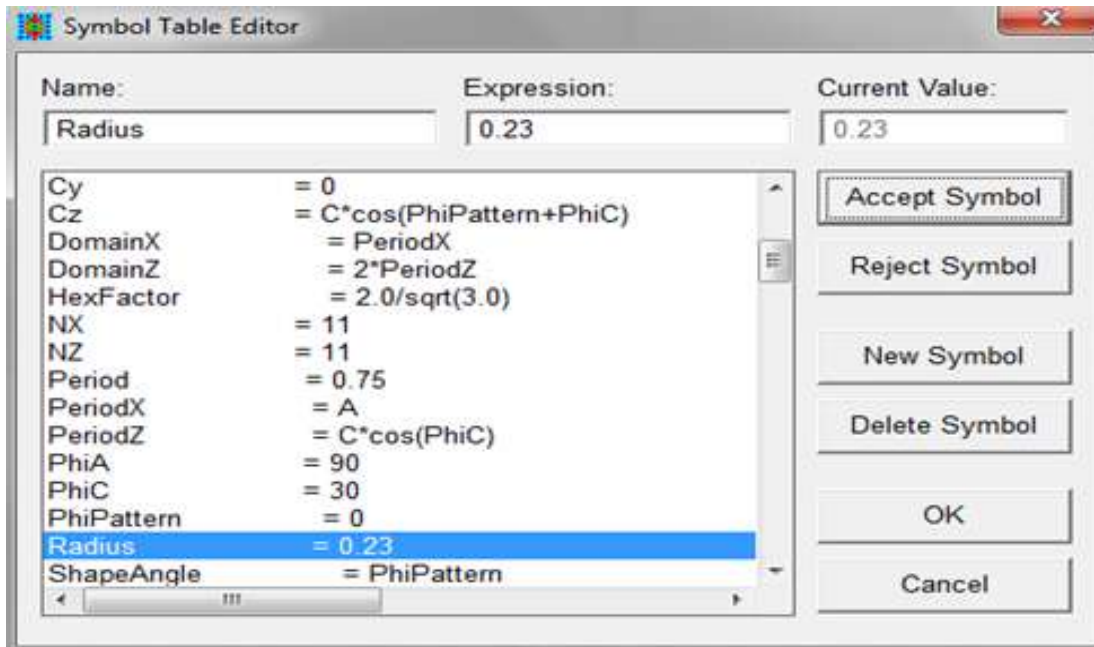 Symbol Table Editor
Name: Expression: Current Value:
Radius 0.23 0.23
Cy = 0
Cz = C*cos(PhiPattern+PhiC)
DomainX = PeriodX
DomainZ = 2*PeriodZ
HexFactor = 2.0/sqrt(3.0)
NX = 11
NZ = 11
Period = 0.75
PeriodX = A
PeriodZ = C*cos(PhiC)
PhiA = 90
PhiC = 30
PhiPattern = 0
Radius = 0.23
ShapeAngle = PhiPattern
Accept Symbol
Reject Symbol
New Symbol
Delete Symbol
OK
Cancel